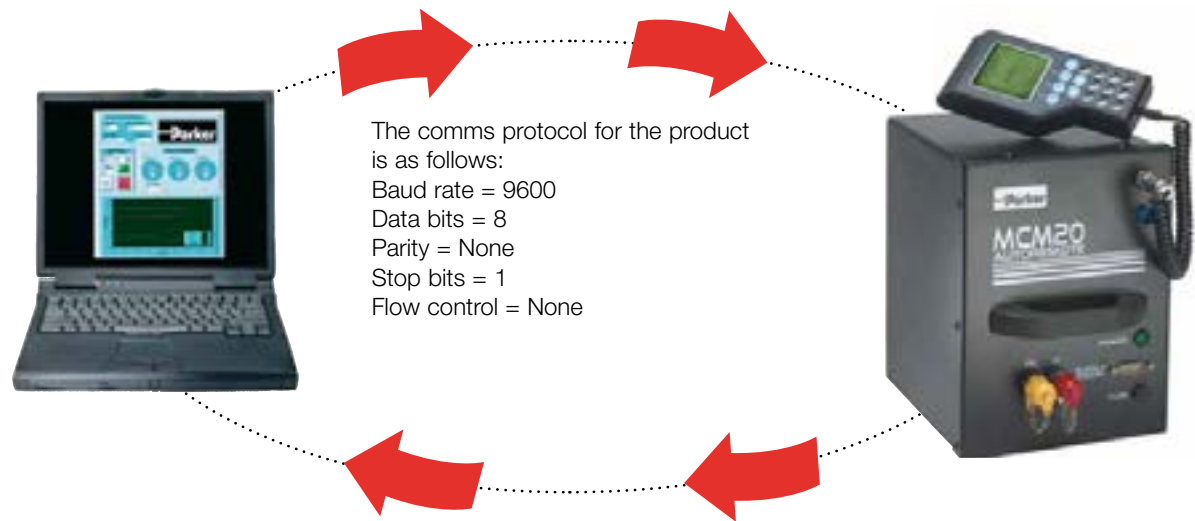 Parker
The comms protocol for the product
is as follows:
Baud rate = 9600
Data bits = 8
Parity = None
Stop bits = 1
Flow control = None
Parker
MCM20
AUTOREMOTE